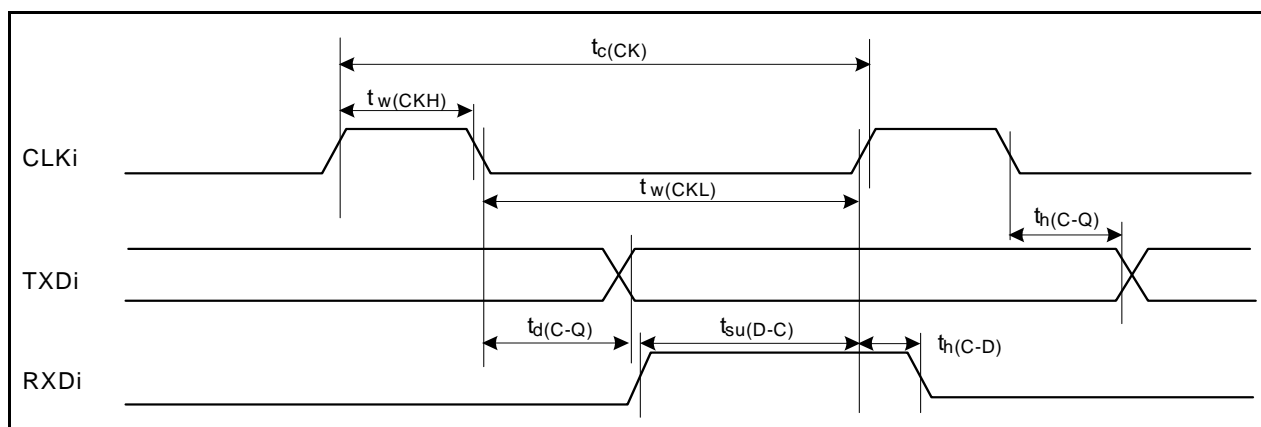 tc(CK)
tw(CKH)
CLKi
tw(CKL)
th(C-Q)
TXDi
td(C-Q)
tsu(D-C)
th(C-D)
RXDi